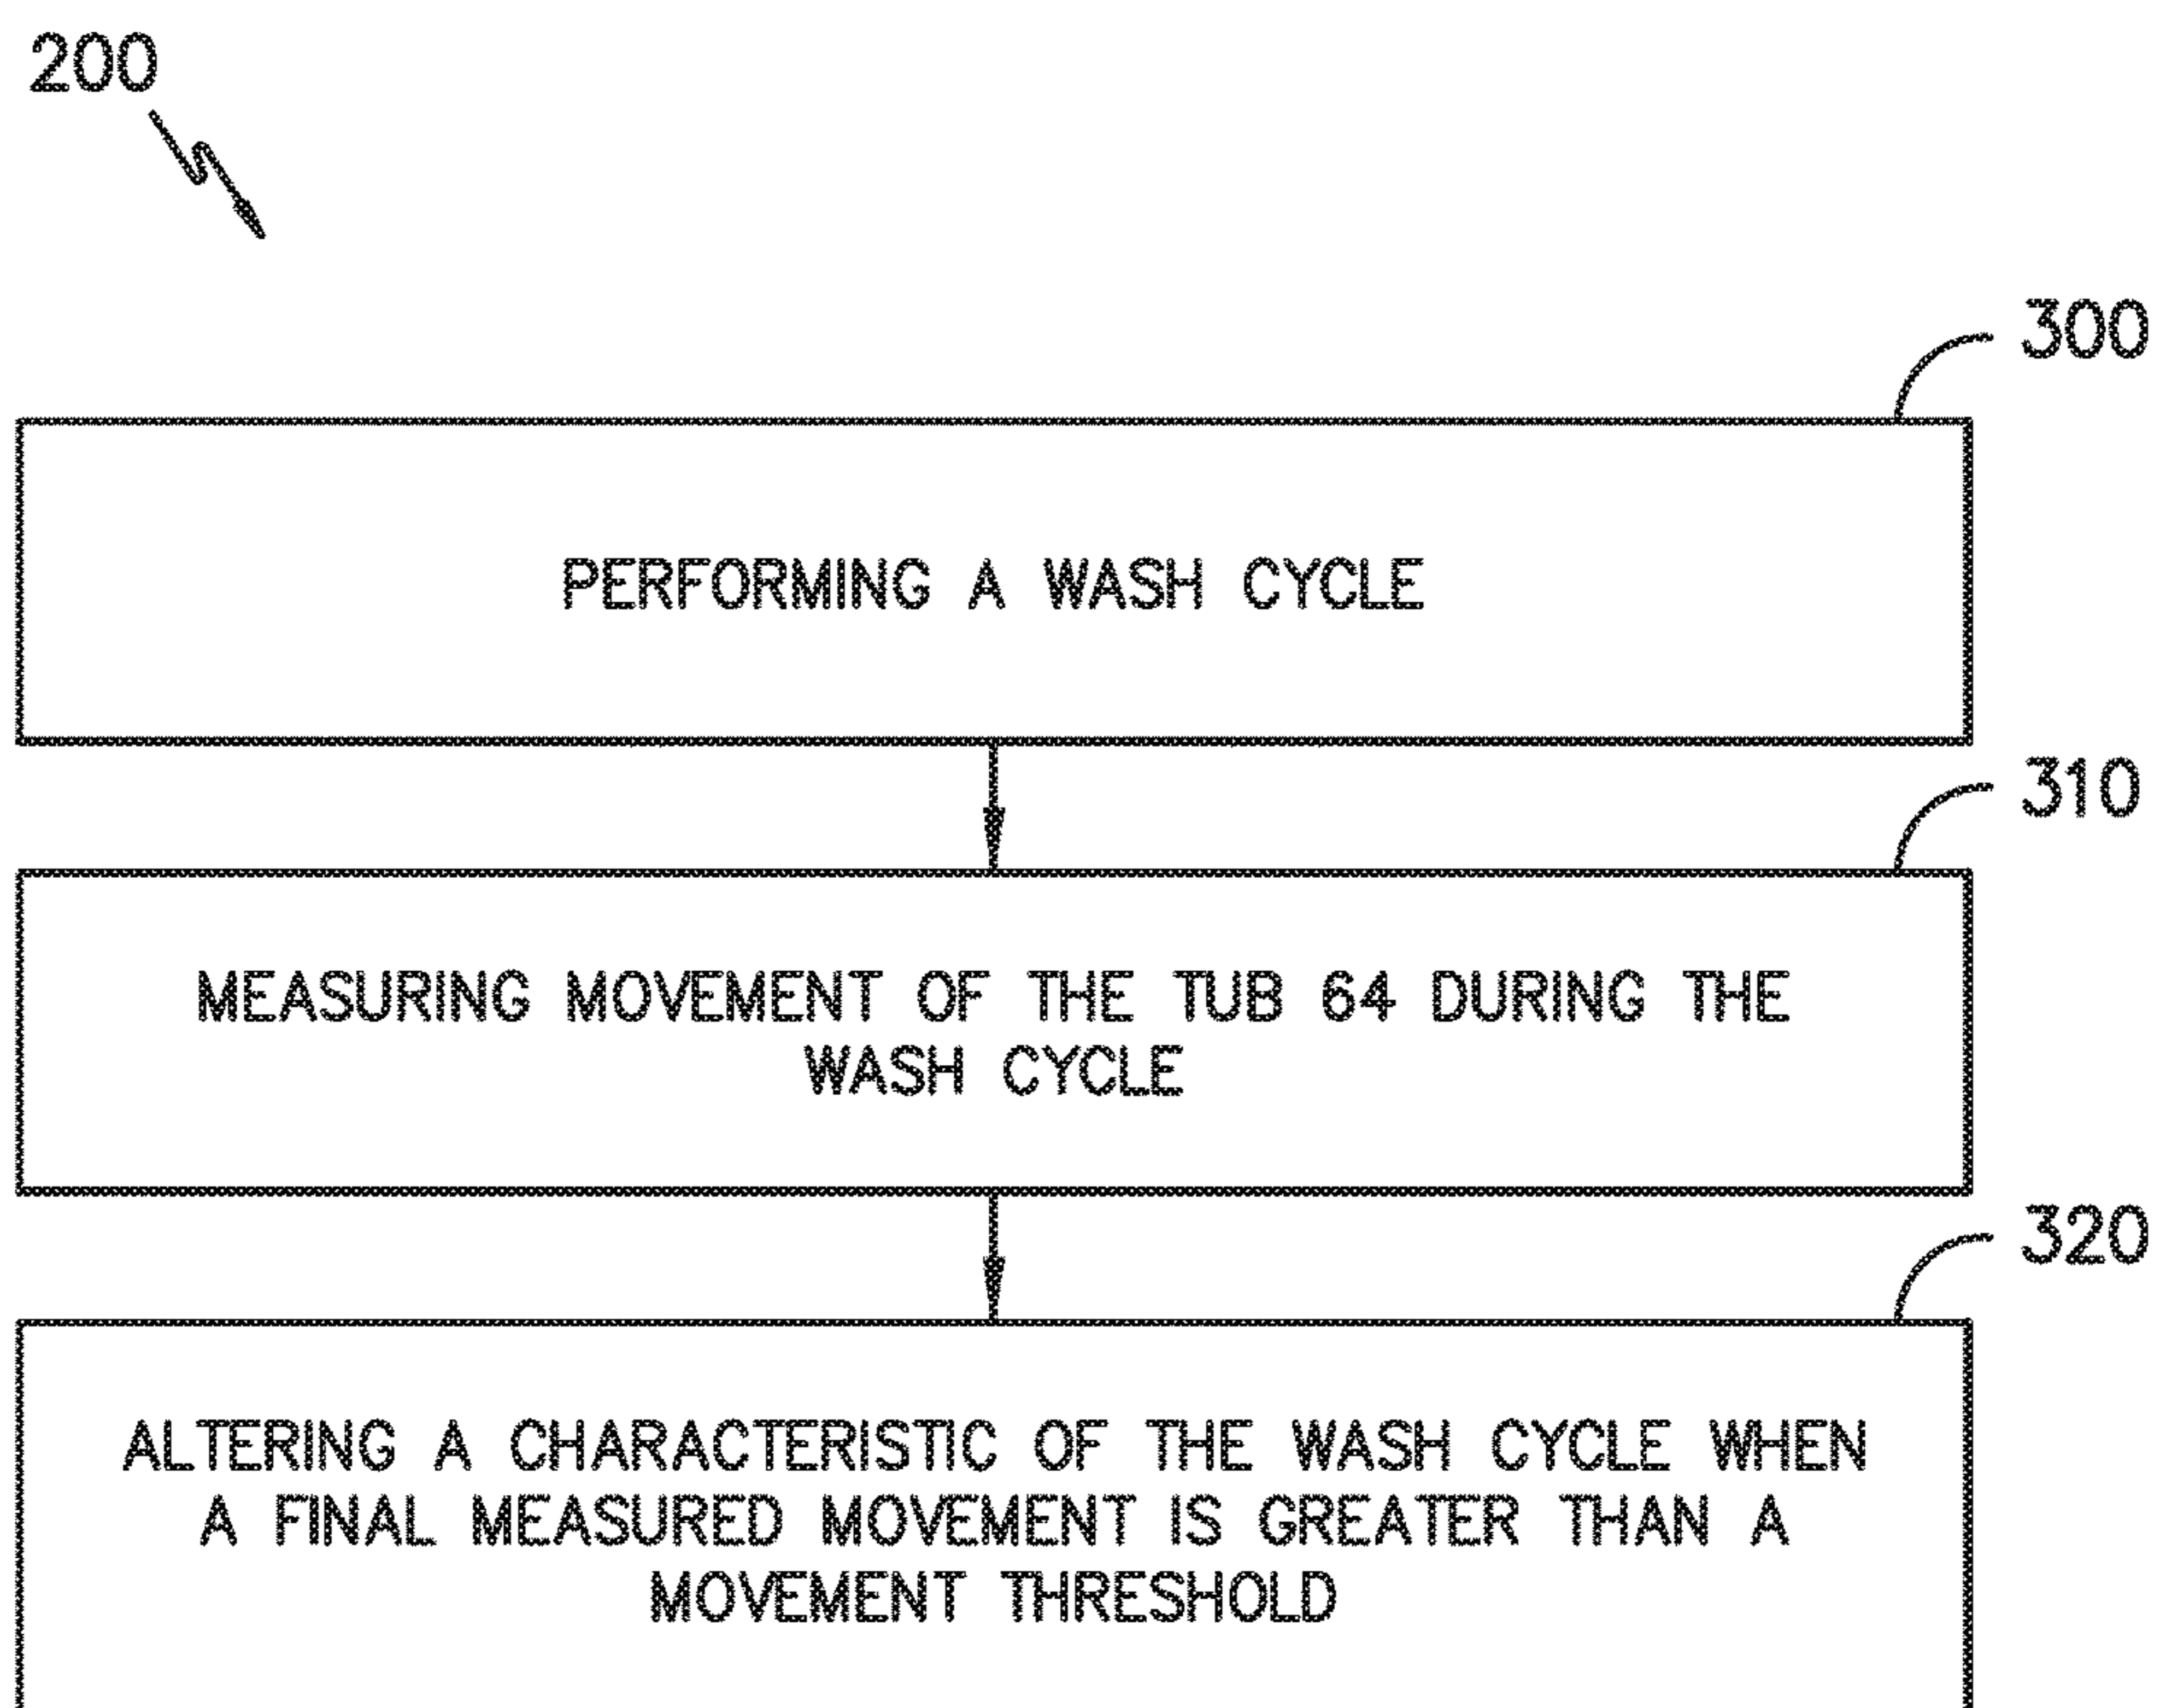 200
300
PERFORMING A WASH CYCLE
310
MEASURING MOVEMENT OF THE TUB 64 DURING THE
WASH CYCLE
320
ALTERING A CHARACTERISTIC OF THE WASH CYCLE WHEN
A FINAL MEASURED MOVEMENT IS GREATER THAN A
MOVEMENT THRESHOLD